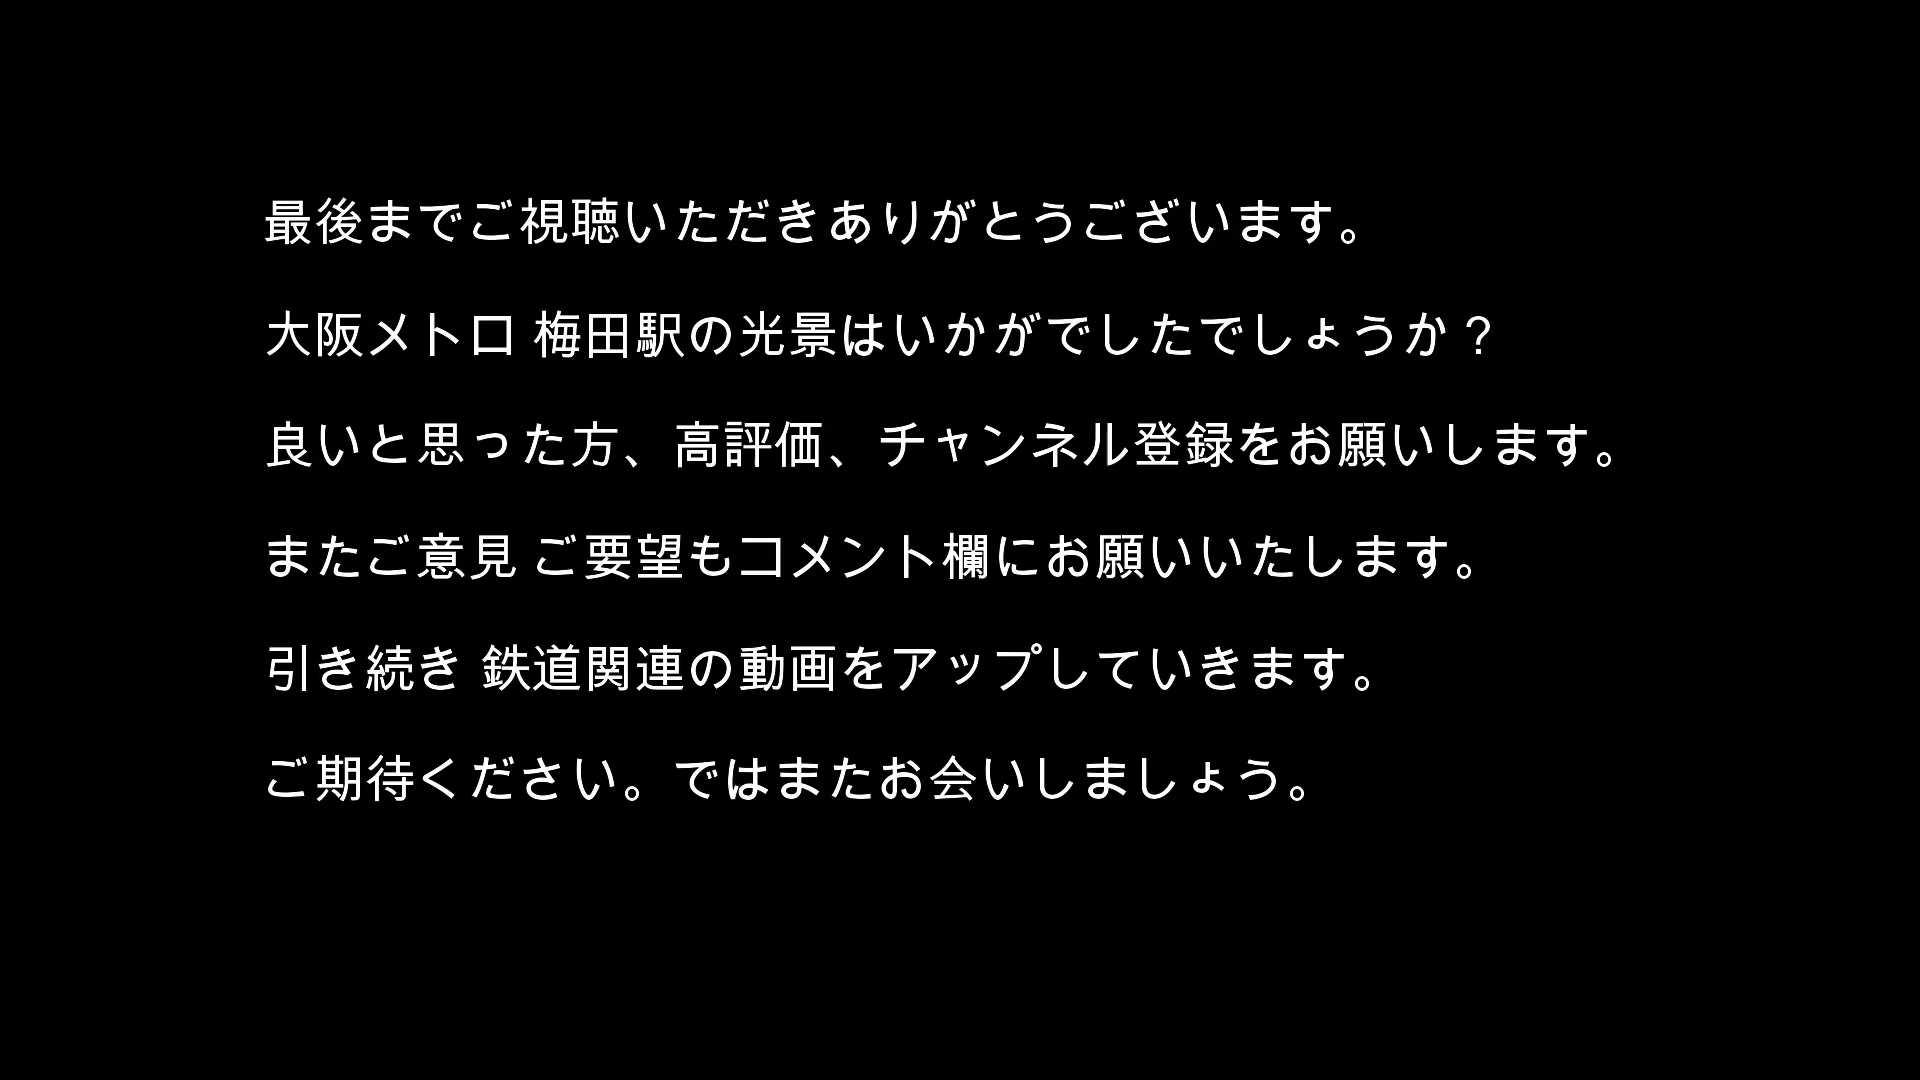 最後までご視聴いただきありがとうございます。
大阪メトロ 梅田駅の光景はいかがでしたでしょうか？
良いと思った方、高評価、チャンネル登録をお願いします。
またご意見 ご要望もコメント欄にお願いいたします。
引き続き 鉄道関連の動画をアップしていきます。
ご期待ください。ではまたお会いしましょう。